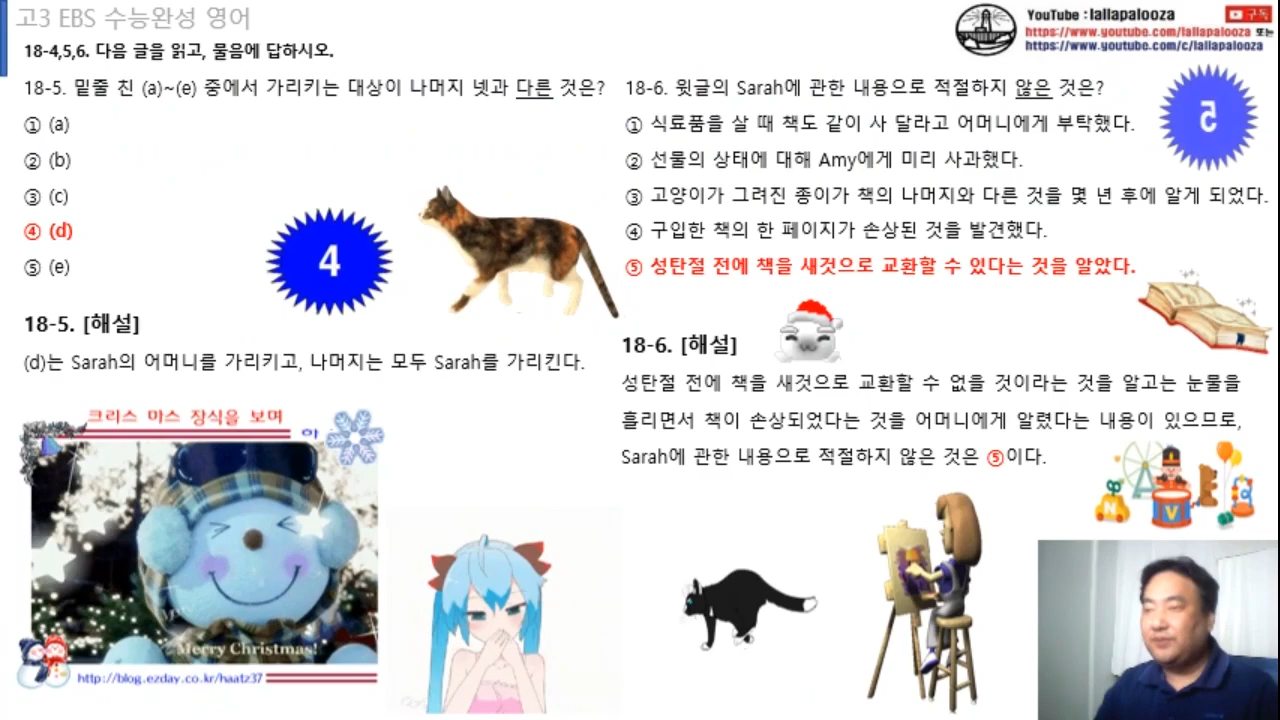 고3 EBS 수능완성 영어
YouTube : lallapalooza
구독
https://www.youtube.com/lallapalooza 또는
https://www.youtube.com/c/lallapalooza
18-4,5,6. 다음 글을 읽고, 물음에 답하시오.
18-5. 밑줄 친 (a)~(e) 중에서 가리키는 대상이 나머지 넷과 다른 것은?
① (a)
② (b)
③ (c)
④ (d)
⑤ (e)
4
18-5. [해설]
(d)는 Sarah의 어머니를 가리키고, 나머지는 모두 Sarah를 가리킨다.
크리스 마스 장식을 보며
아
Merry Christmas!
http://blog.ezday.co.kr/haatz37
18-6. 윗글의 Sarah에 관한 내용으로 적절하지 않은 것은?
① 식료품을 살 때 책도 같이 사 달라고 어머니에게 부탁했다.
② 선물의 상태에 대해 Amy에게 미리 사과했다.
③ 고양이가 그려진 종이가 책의 나머지와 다른 것을 몇 년 후에 알게 되었다.
④ 구입한 책의 한 페이지가 손상된 것을 발견했다.
⑤ 성탄절 전에 책을 새것으로 교환할 수 있다는 것을 알았다.
5
18-6. [해설]
성탄절 전에 책을 새것으로 교환할 수 없을 것이라는 것을 알고는 눈물을
흘리면서 책이 손상되었다는 것을 어머니에게 알렸다는 내용이 있으므로,
Sarah에 관한 내용으로 적절하지 않은 것은 ⑤이다.
N
V